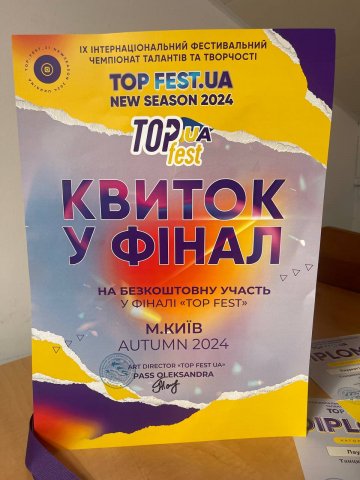 IX ІНТЕРНАЦІОНАЛЬНИЙ ФЕСТИВАЛЬНИЙ
ЧЕМПІОНАТ ТАЛАНТІВ ТА ТВОРЧОСТІ
TOP FEST.UA
NEW SEASON 2024
TOP UA
fest
КВИТОК
У ФІНАЛ
НА БЕЗКОШТОВНУ УЧАСТЬ
У ФІНАЛІ «TOP FEST»
М.КИЇВ
AUTUMN 2024
ART DIRECTOR «TOP FEST UA»
PASS OLEKSANDRA
DIPLOM
DIPLOM